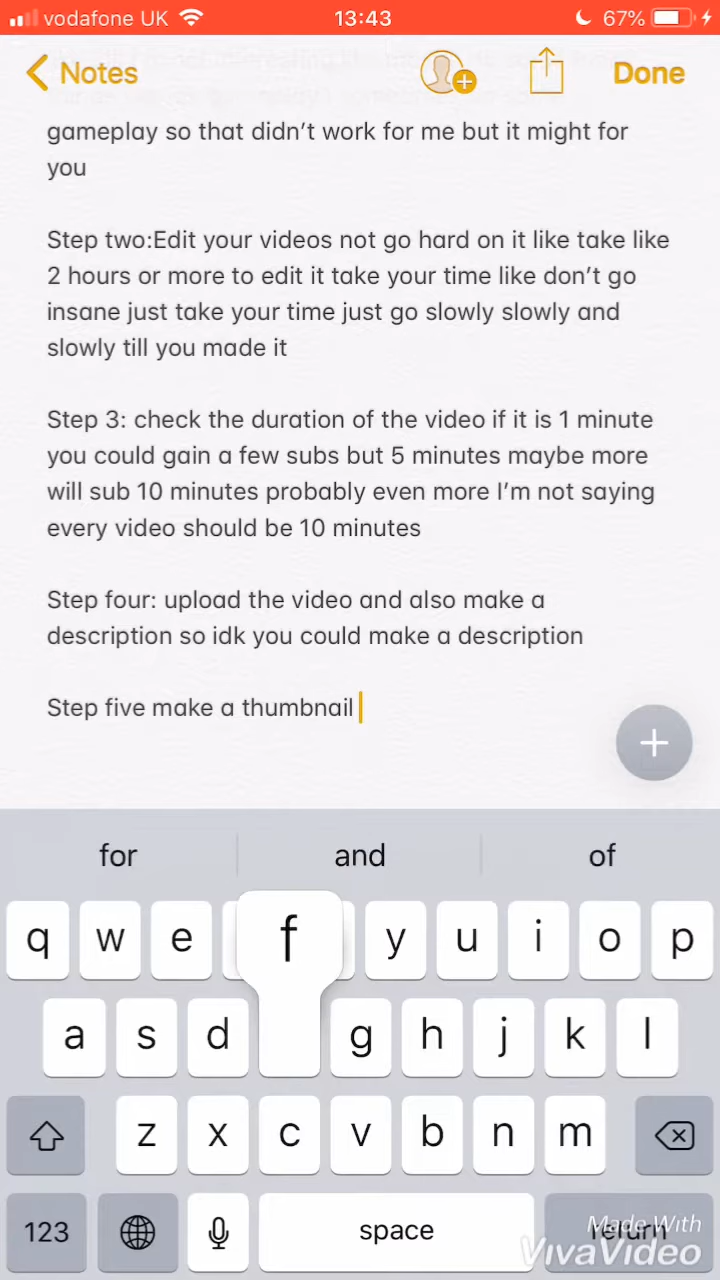 vodafone UK 13:43 67%
Notes Done
gameplay so that didn't work for me but it might for
you
Step two:Edit your videos not go hard on it like take like
2 hours or more to edit it take your time like don't go
insane just take your time just go slowly slowly and
slowly till you made it
Step 3: check the duration of the video if it is 1 minute
you could gain a few subs but 5 minutes maybe more
will sub 10 minutes probably even more I'm not saying
every video should be 10 minutes
Step four: upload the video and also make a
description so idk you could make a description
Step five make a thumbnail
for and of
q w e f y u i o p
a s d g h j k l
z x c v b n m
123 space return
Made With
VivaVideo